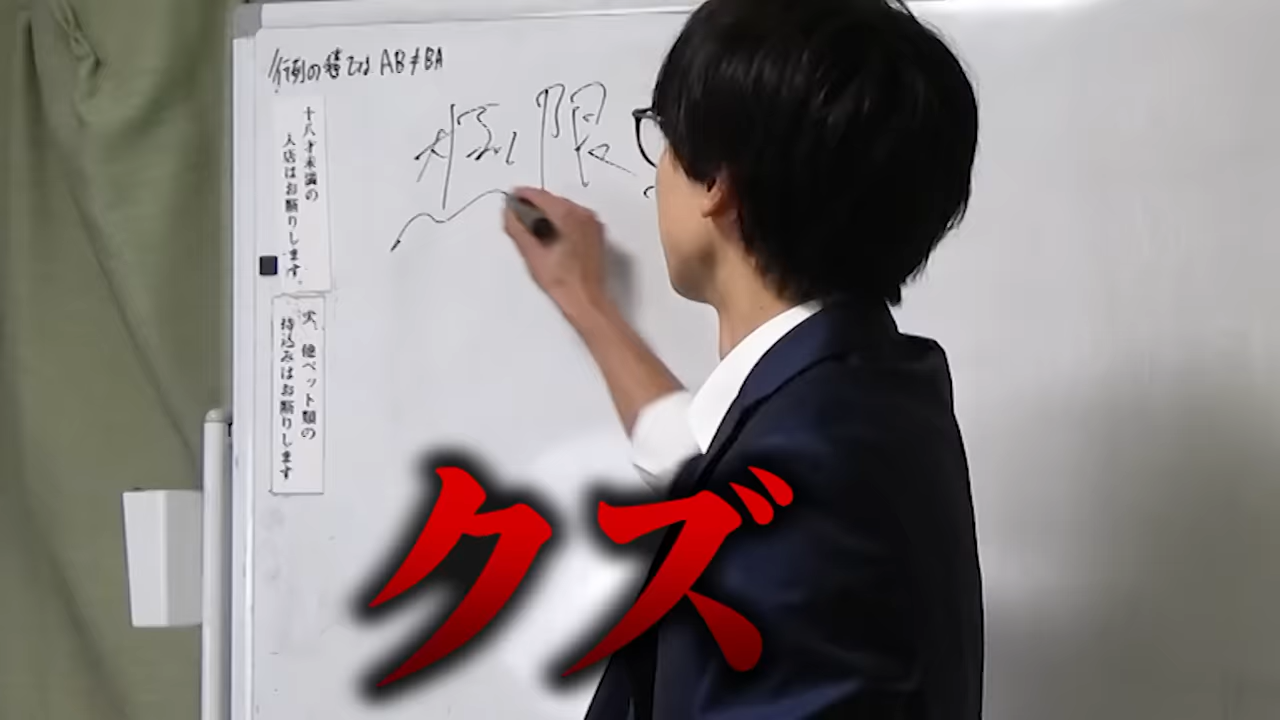 行列の積では AB≠BA
極限
十八才未満の
入店はお断りします。
犬、他ペット類の
持込みはお断りします
クズ